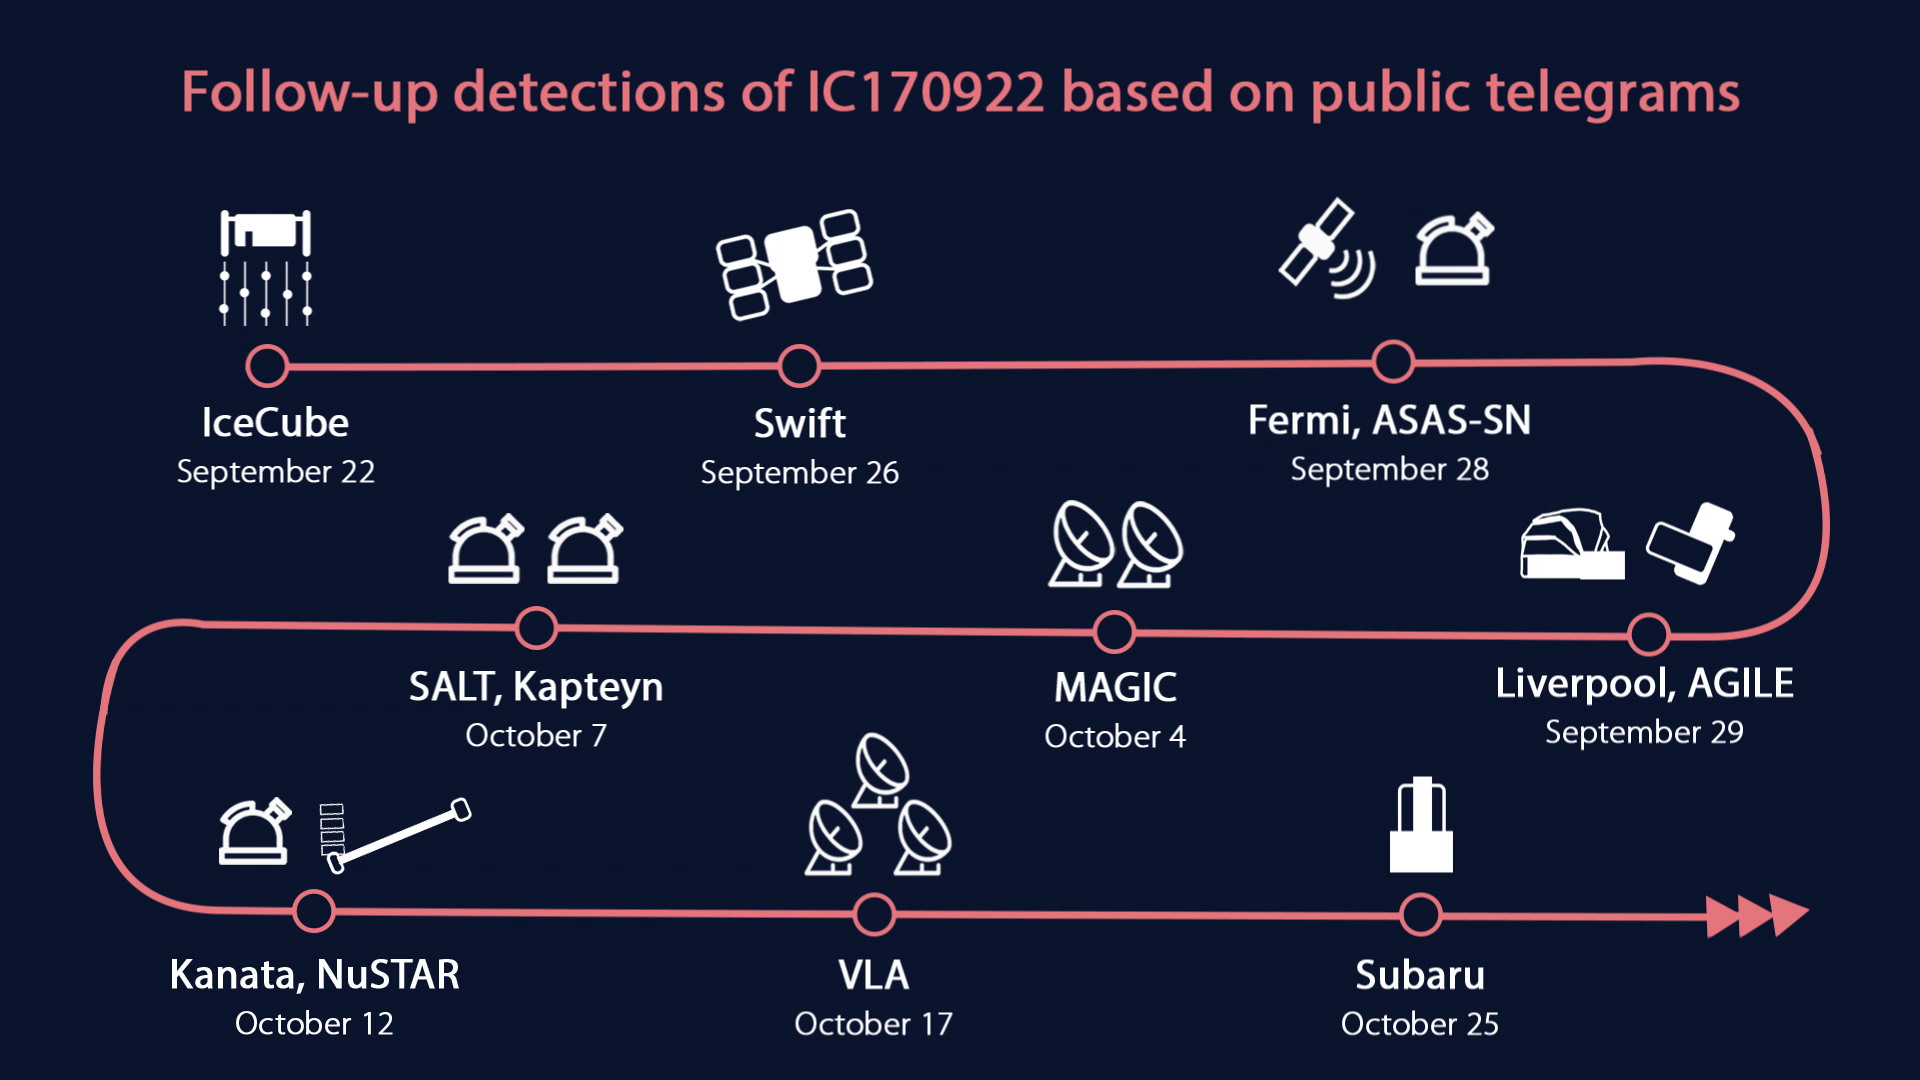 Follow-up detections of IC170922 based on public telegrams
IceCube
September 22
Swift
September 26
Fermi, ASAS-SN
September 28
Liverpool, AGILE
September 29
MAGIC
October 4
SALT, Kapteyn
October 7
Kanata, NuSTAR
October 12
VLA
October 17
Subaru
October 25